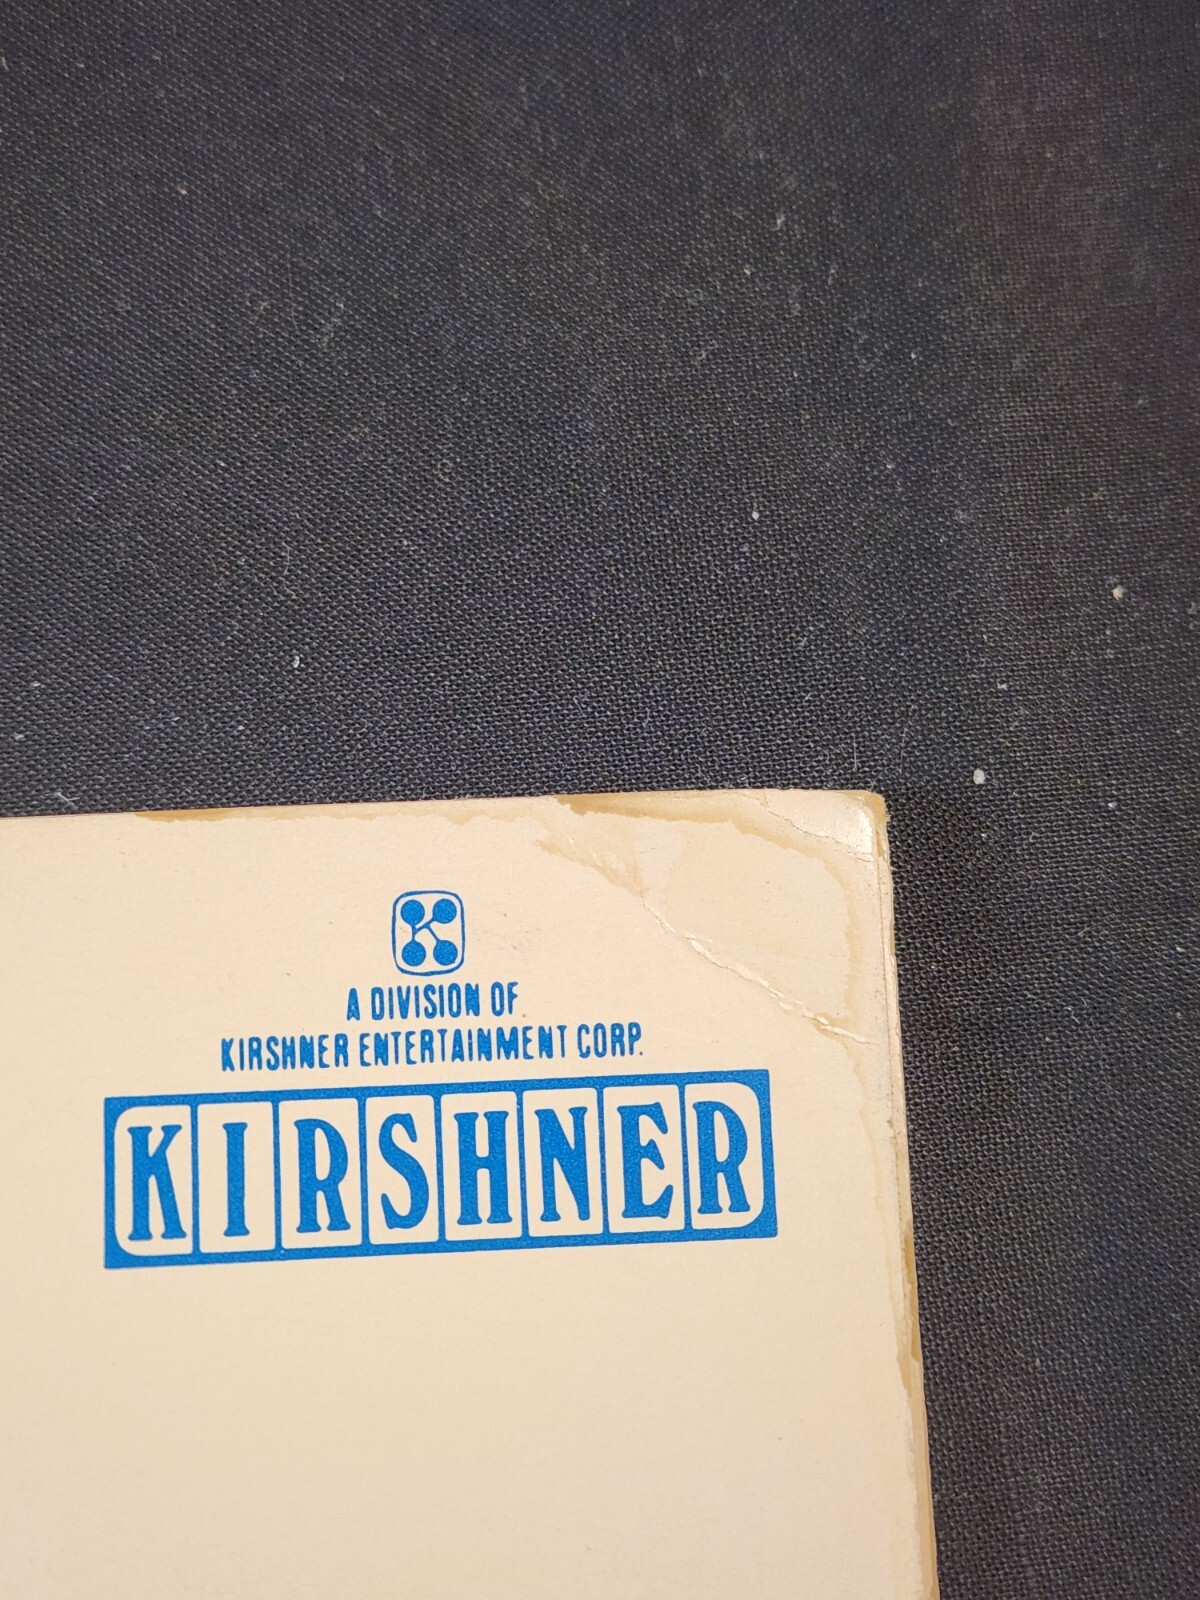 K
A DIVISION OF
KIRSHNER ENTERTAINMENT CORP.
KIRSHNER